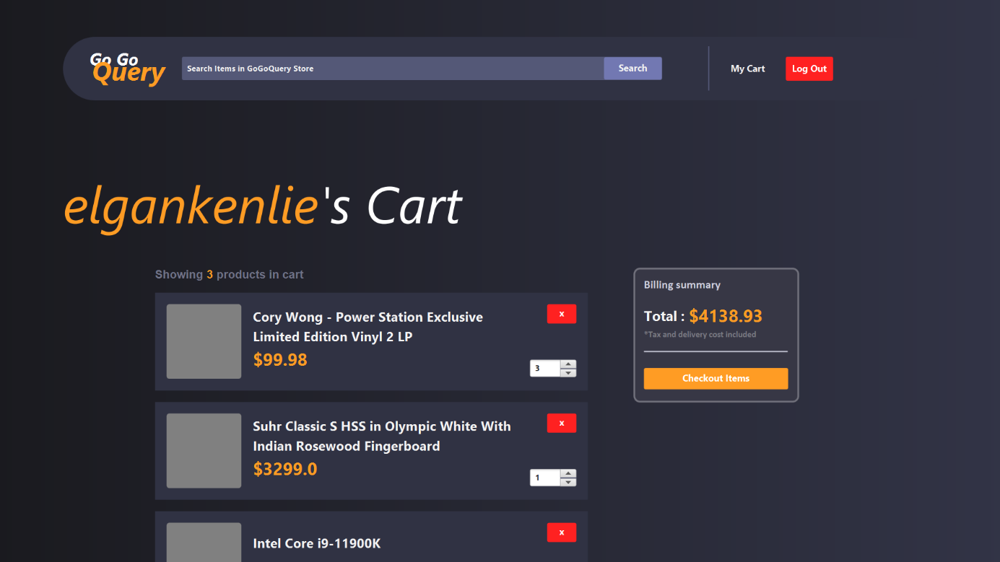 Go Go
Query
Search Items in GoGoQuery Store
Search
My Cart
Log Out
elgankenlie's Cart
Showing 3 products in cart
Cory Wong - Power Station Exclusive
Limited Edition Vinyl 2 LP
$99.98
x
3
Suhr Classic S HSS in Olympic White With
Indian Rosewood Fingerboard
$3299.0
x
1
Intel Core i9-11900K
x
Billing summary
Total : $4138.93
*Tax and delivery cost included
Checkout Items